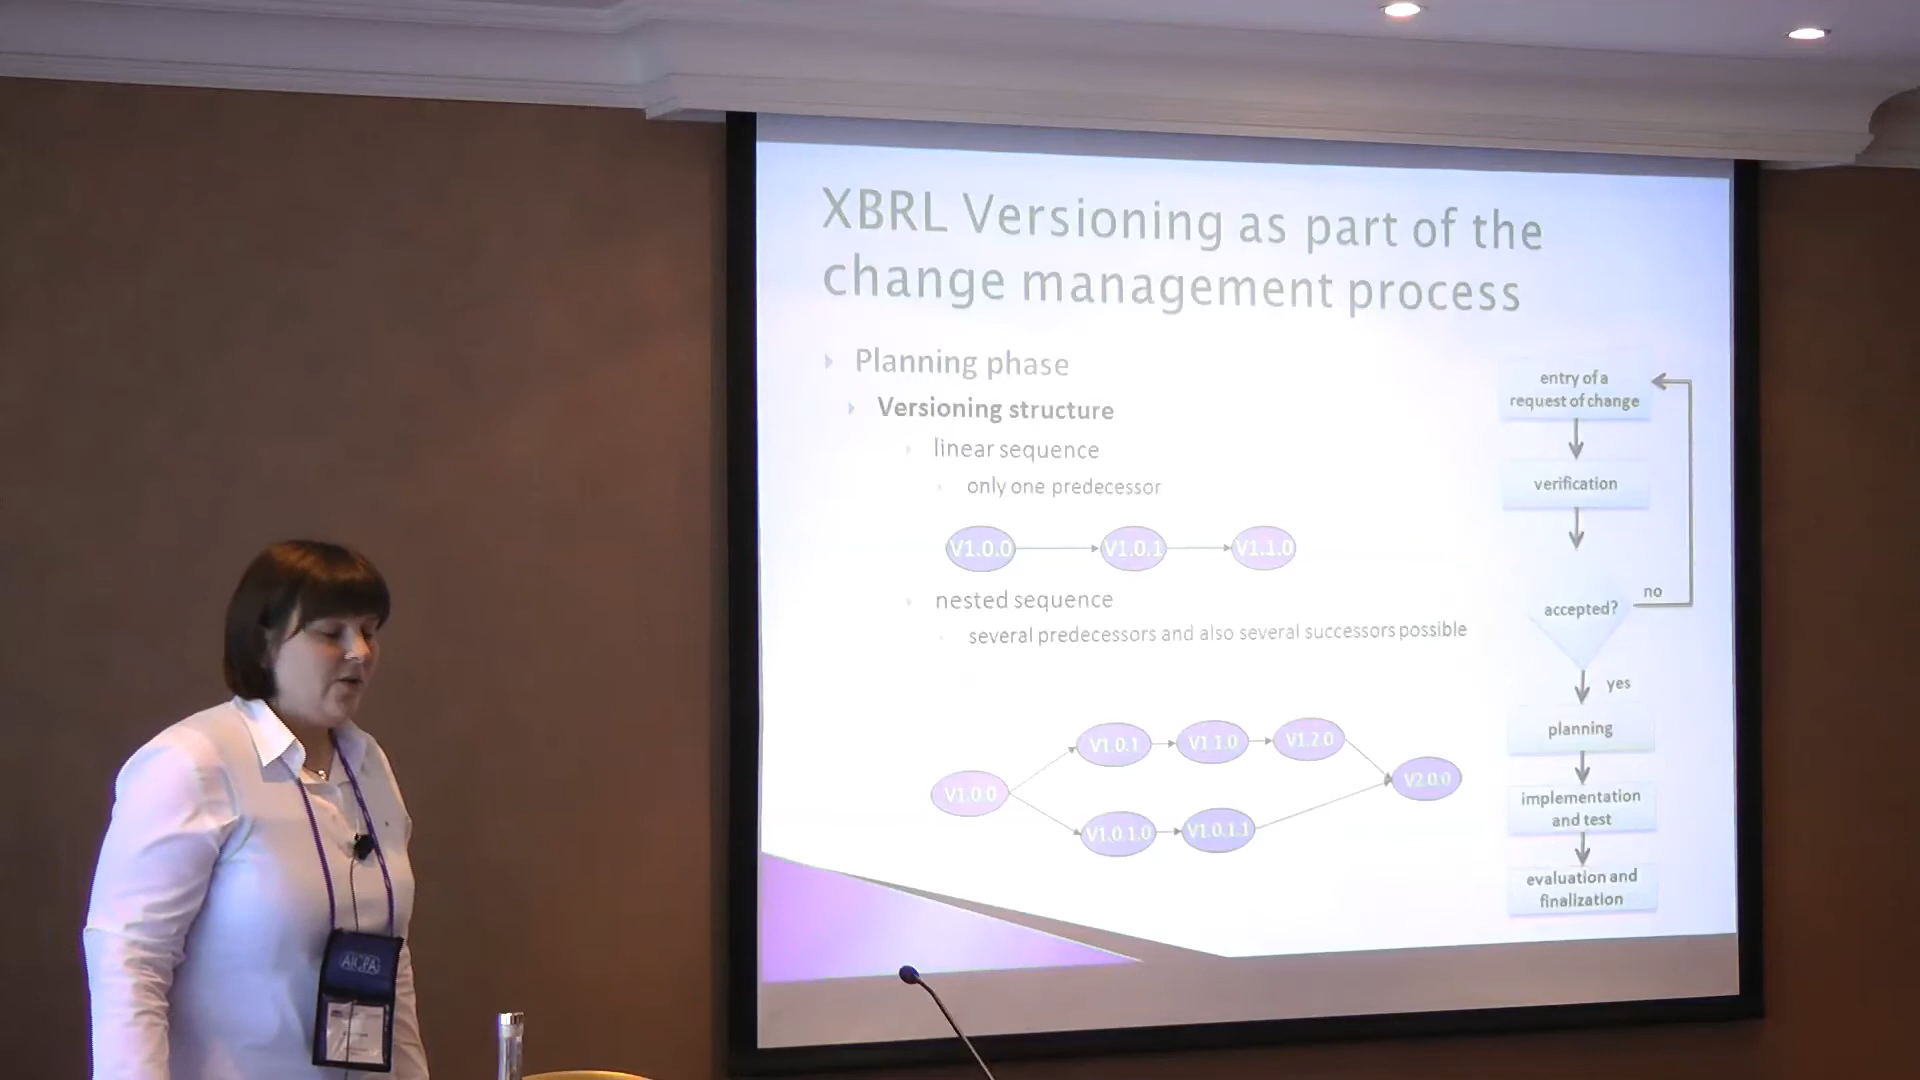 XBRL Versioning as part of the
change management process
Planning phase
Versioning structure
linear sequence
only one predecessor
V1.0.0
V1.0.1
V1.1.0
nested sequence
several predecessors and also several successors possible
V1.0.0
V1.0.1
V1.1.0
V1.2.0
V1.0.1.0
V1.0.1.1
V2.0.0
entry of a
request of change
verification
accepted?
no
yes
planning
implementation
and test
evaluation and
finalization
AICPA